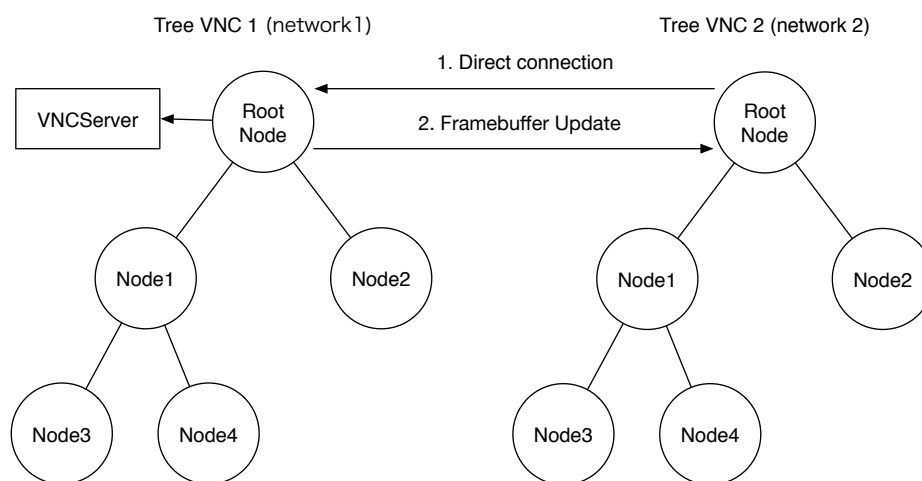 Tree VNC 1 (network1)
Tree VNC 2 (network 2)
1. Direct connection
VNCServer
Root
Node
2. Framebuffer Update
Root
Node
Node1
Node2
Node1
Node2
Node3
Node4
Node3
Node4